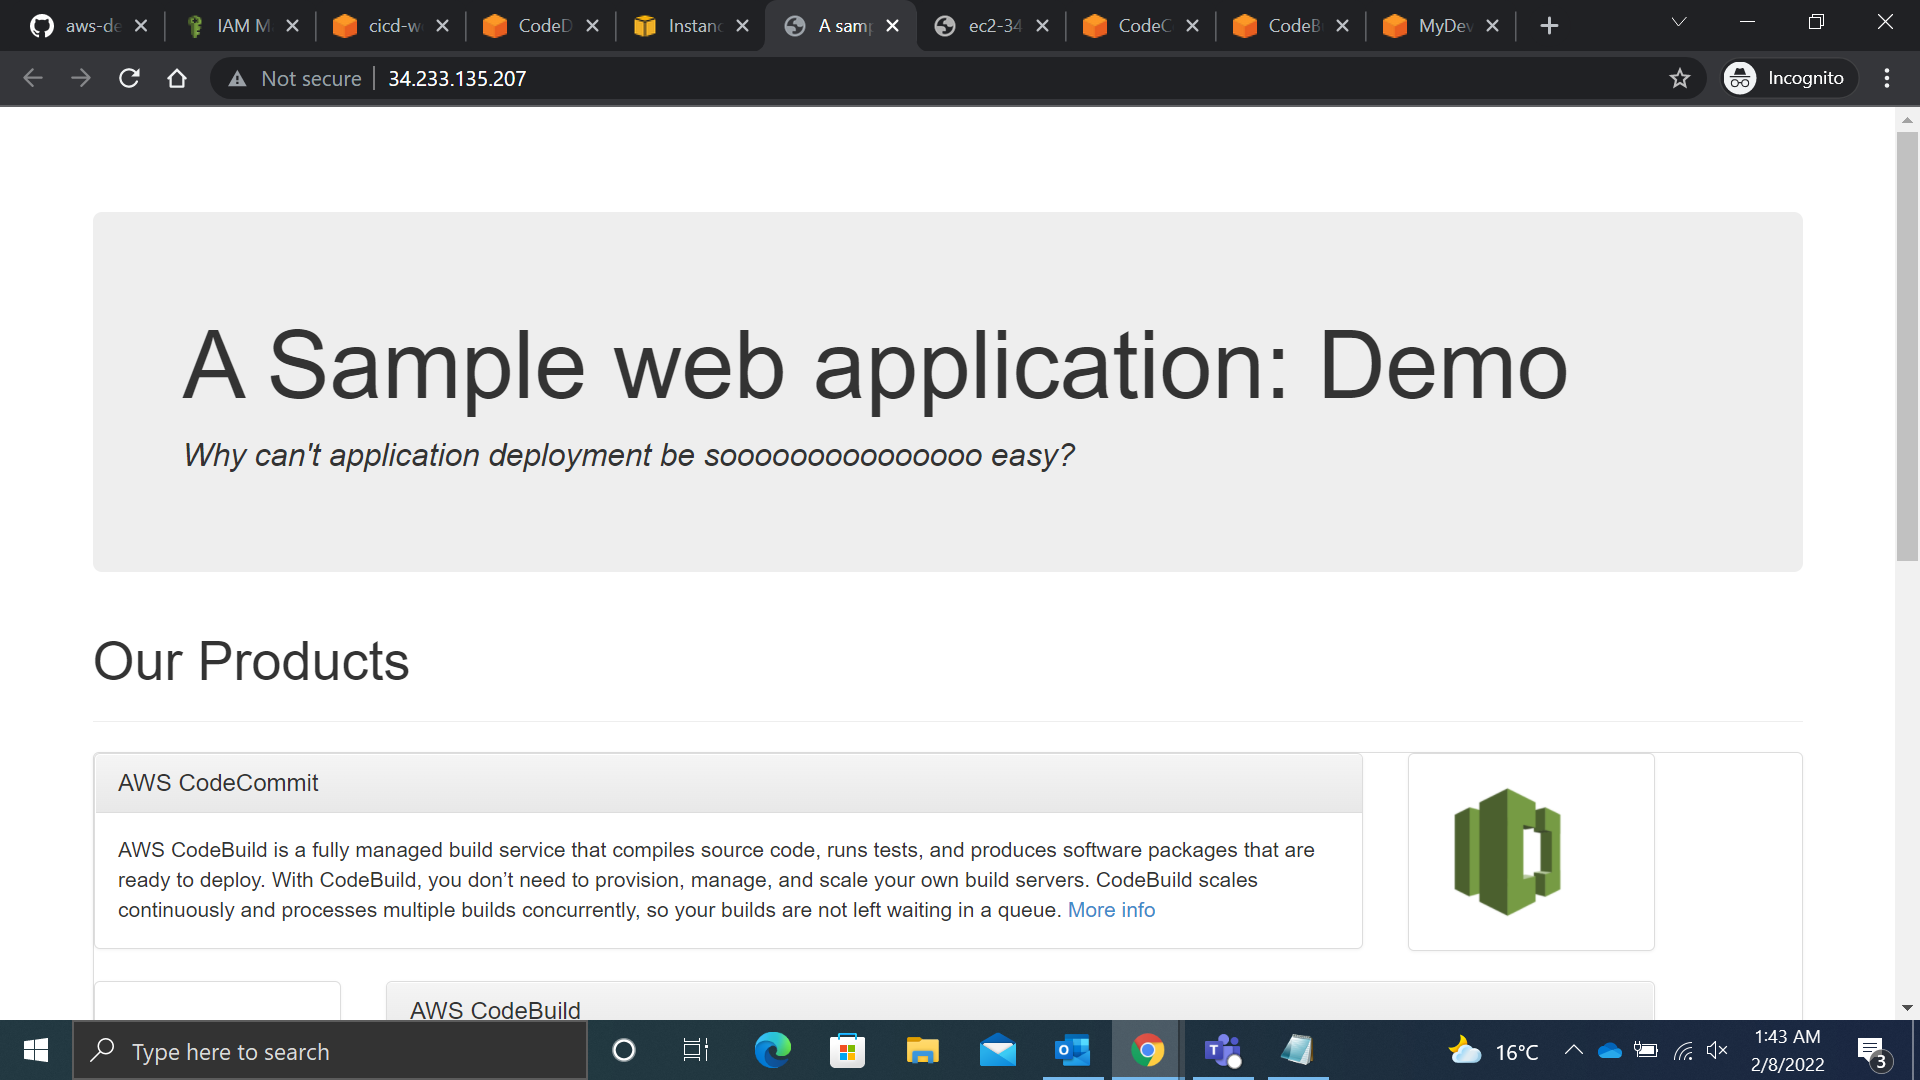 aws-de
IAM M
cicd-w
CodeD
Instanc
A samp
ec2-34
CodeC
CodeB
MyDev
Not secure
34.233.135.207
Incognito
A Sample web application: Demo
Why can't application deployment be sooooooooooooooo easy?
Our Products
AWS CodeCommit
AWS CodeBuild is a fully managed build service that compiles source code, runs tests, and produces software packages that are
ready to deploy. With CodeBuild, you don’t need to provision, manage, and scale your own build servers. CodeBuild scales
continuously and processes multiple builds concurrently, so your builds are not left waiting in a queue. More info
AWS CodeBuild
Type here to search
16°C
1:43 AM
2/8/2022
3